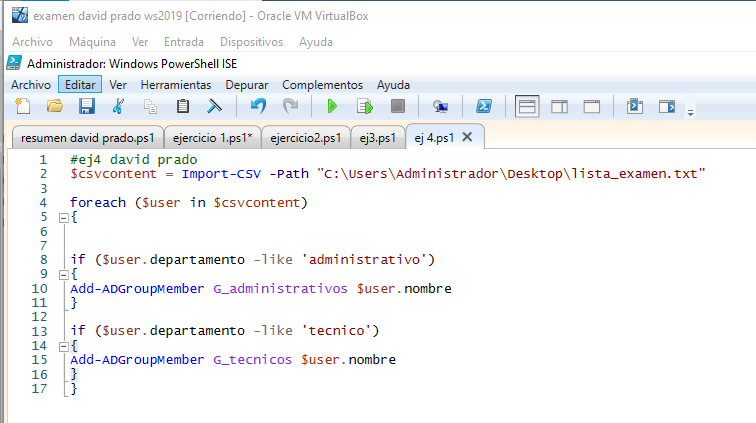 examen david prado ws2019 [Corriendo] - Oracle VM VirtualBox
Archivo Máquina Ver Entrada Dispositivos Ayuda
Administrador: Windows PowerShell ISE
Archivo Editar Ver Herramientas Depurar Complementos Ayuda
resumen david prado.ps1 ejercicio 1.ps1* ejercicio2.ps1 ej3.ps1 ej 4.ps1
1 #ej4 david prado
2 $csvcontent = Import-CSV -Path "C:\Users\Administrador\Desktop\lista_examen.txt"
3
4 foreach ($user in $csvcontent)
5 {
6
7
8 if ($user.departamento -like 'administrativo')
9 {
10 Add-ADGroupMember G_administrativos $user.nombre
11 }
12
13 if ($user.departamento -like 'tecnico')
14 {
15 Add-ADGroupMember G_tecnicos $user.nombre
16 }
17 }